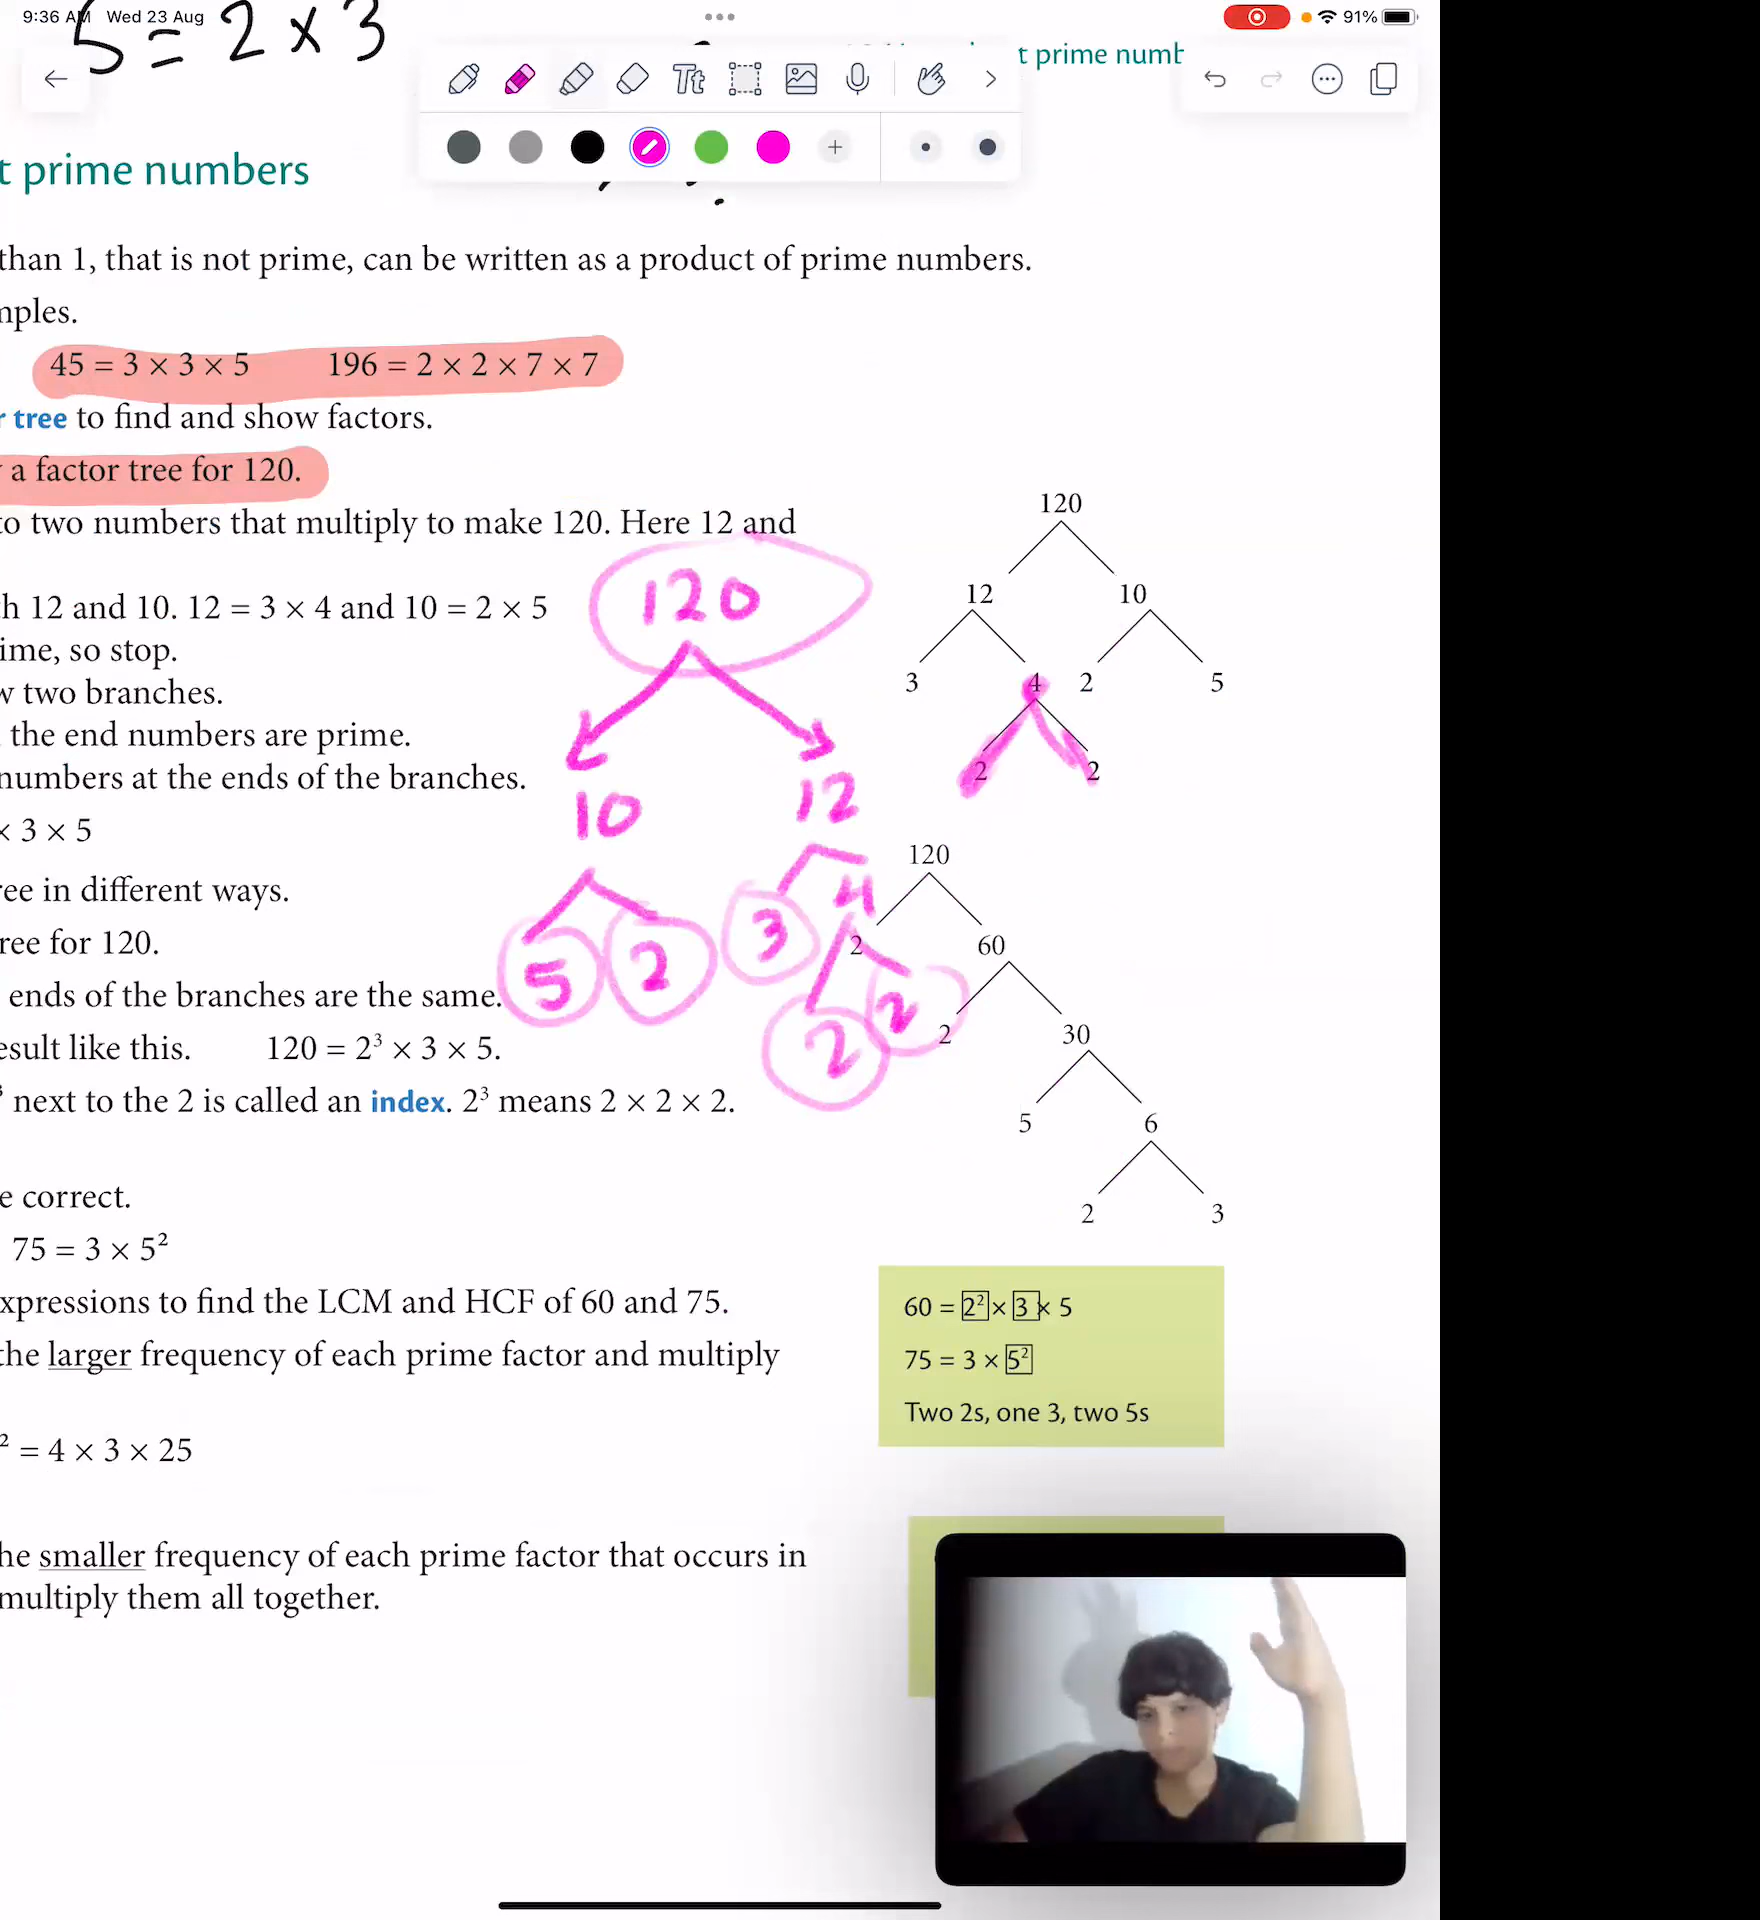 9:36 AM Wed 23 Aug
91%
5 = 2 × 3
t prime numb
Tt
t prime numbers
than 1, that is not prime, can be written as a product of prime numbers.
mples.
45 = 3 × 3 × 5 196 = 2 × 2 × 7 × 7
r tree to find and show factors.
a factor tree for 120.
to two numbers that multiply to make 120. Here 12 and
h 12 and 10. 12 = 3 × 4 and 10 = 2 × 5
ime, so stop.
w two branches.
the end numbers are prime.
numbers at the ends of the branches.
× 3 × 5
ree in different ways.
ree for 120.
ends of the branches are the same.
esult like this. 120 = 2³ × 3 × 5.
next to the 2 is called an index. 2³ means 2 × 2 × 2.
e correct.
75 = 3 × 5²
xpressions to find the LCM and HCF of 60 and 75.
the larger frequency of each prime factor and multiply
² = 4 × 3 × 25
he smaller frequency of each prime factor that occurs in
multiply them all together.
120
10 12
5 2 3 4
2 2
120
12 10
3 4 2 5
2 2
120
2 60
2 30
5 6
2 3
60 = 2² × 3 × 5
75 = 3 × 5²
Two 2s, one 3, two 5s